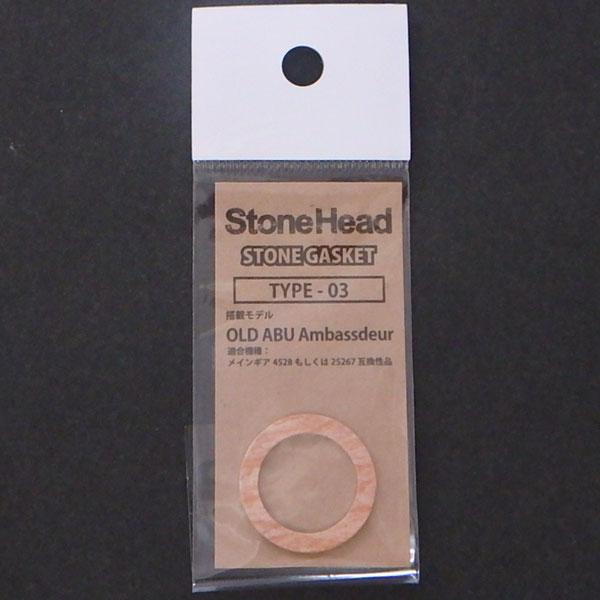 StoneHead
STONE GASKET
TYPE - 03
搭載モデル
OLD ABU Ambassdeur
適合機種：
メインギア 4528 もしくは 25267 互換性品